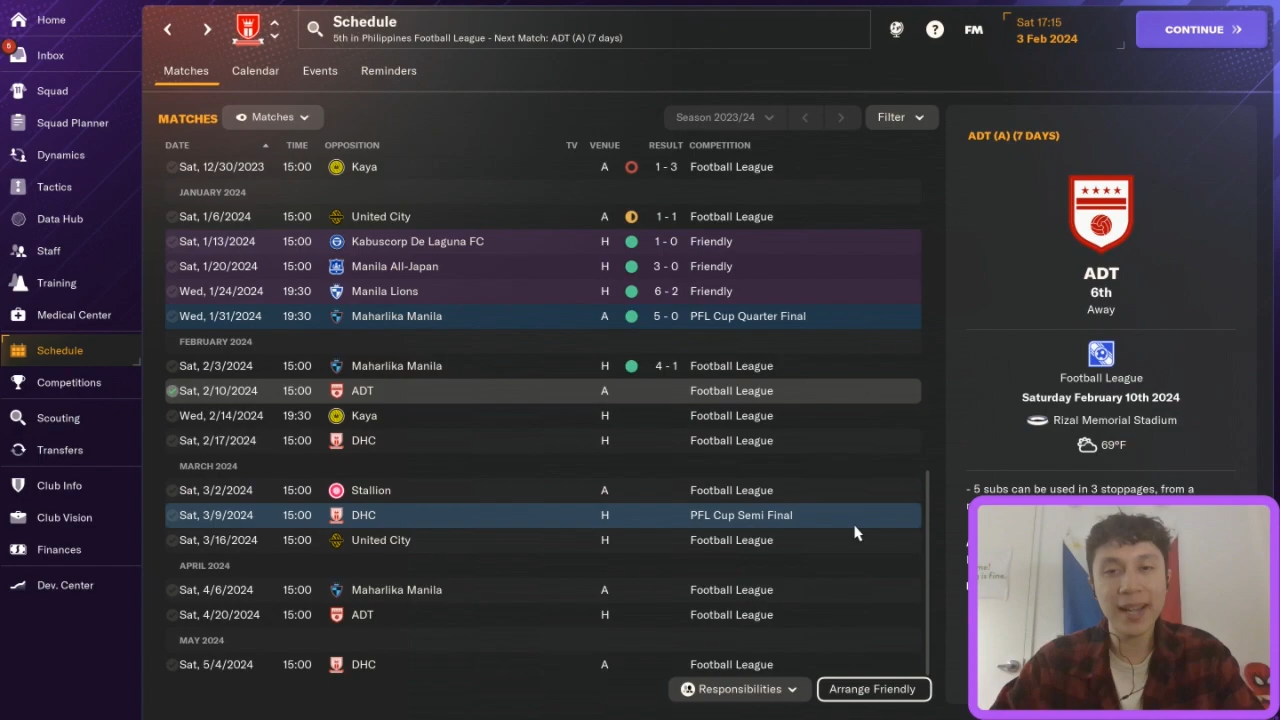 Home
Sat 17:15
Schedule
5th in Philippines Football League - Next Match: ADT (A) (7 days)
? FM 3 Feb 2024
CONTINUE
6
Inbox
Squad
Squad Planner
Dynamics
Tactics
Data Hub
Staff
Training
Medical Center
Schedule
Competitions
Scouting
Transfers
Club Info
Club Vision
Finances
Dev. Center
Matches Calendar Events Reminders
MATCHES Matches Season 2023/24 Filter
DATE TIME OPPOSITION TV VENUE RESULT COMPETITION
Sat, 12/30/2023 15:00 Kaya A 1 - 3 Football League
JANUARY 2024
Sat, 1/6/2024 15:00 United City A 1 - 1 Football League
Sat, 1/13/2024 15:00 Kabuscorp De Laguna FC H 1 - 0 Friendly
Sat, 1/20/2024 15:00 Manila All-Japan H 3 - 0 Friendly
Wed, 1/24/2024 19:30 Manila Lions H 6 - 2 Friendly
Wed, 1/31/2024 19:30 Maharlika Manila A 5 - 0 PFL Cup Quarter Final
FEBRUARY 2024
Sat, 2/3/2024 15:00 Maharlika Manila H 4 - 1 Football League
Sat, 2/10/2024 15:00 ADT A Football League
Wed, 2/14/2024 19:30 Kaya H Football League
Sat, 2/17/2024 15:00 DHC H Football League
MARCH 2024
Sat, 3/2/2024 15:00 Stallion A Football League
Sat, 3/9/2024 15:00 DHC H PFL Cup Semi Final
Sat, 3/16/2024 15:00 United City H Football League
APRIL 2024
Sat, 4/6/2024 15:00 Maharlika Manila A Football League
Sat, 4/20/2024 15:00 ADT H Football League
MAY 2024
Sat, 5/4/2024 15:00 DHC A Football League
Responsibilities Arrange Friendly
ADT (A) (7 DAYS)
ADT
6th
Away
Football League
Saturday February 10th 2024
Rizal Memorial Stadium
69°F
- 5 subs can be used in 3 stoppages, from a
is fine.